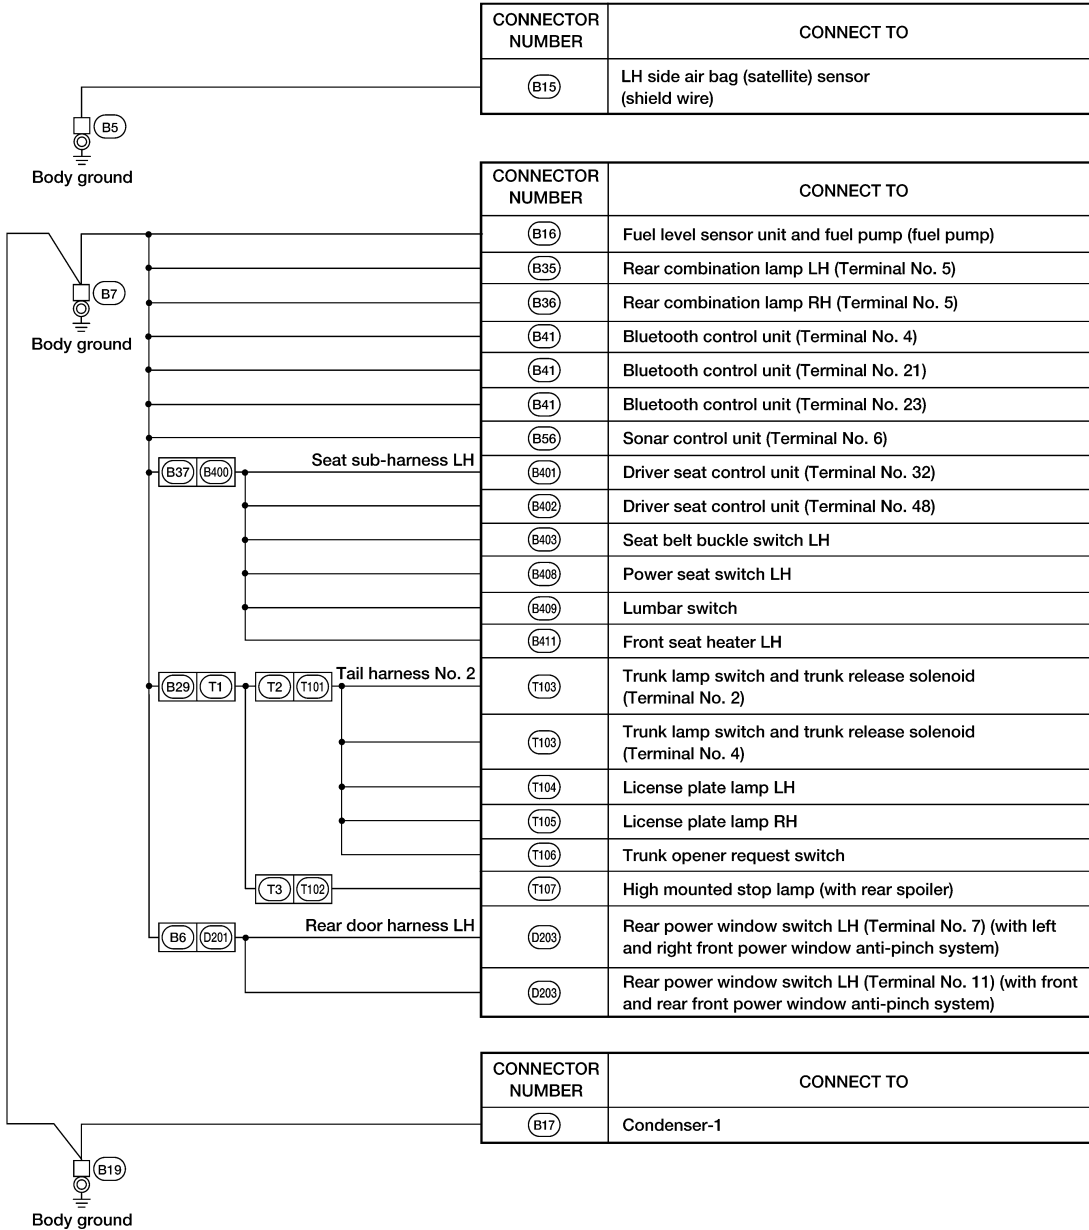 CONNECTOR
NUMBER
CONNECT TO
B15
LH side air bag (satellite) sensor
(shield wire)
B5
Body ground
CONNECTOR
NUMBER
CONNECT TO
B16
Fuel level sensor unit and fuel pump (fuel pump)
B35
Rear combination lamp LH (Terminal No. 5)
B7
Body ground
B36
Rear combination lamp RH (Terminal No. 5)
B41
Bluetooth control unit (Terminal No. 4)
B41
Bluetooth control unit (Terminal No. 21)
B41
Bluetooth control unit (Terminal No. 23)
B56
Sonar control unit (Terminal No. 6)
B37 B400
Seat sub-harness LH
B401
Driver seat control unit (Terminal No. 32)
B402
Driver seat control unit (Terminal No. 48)
B403
Seat belt buckle switch LH
B408
Power seat switch LH
B409
Lumbar switch
B411
Front seat heater LH
B29 T1
T2 T101
Tail harness No. 2
T103
Trunk lamp switch and trunk release solenoid
(Terminal No. 2)
T103
Trunk lamp switch and trunk release solenoid
(Terminal No. 4)
T104
License plate lamp LH
T105
License plate lamp RH
T106
Trunk opener request switch
T3 T102
T107
High mounted stop lamp (with rear spoiler)
B6 D201
Rear door harness LH
D203
Rear power window switch LH (Terminal No. 7) (with left
and right front power window anti-pinch system)
D203
Rear power window switch LH (Terminal No. 11) (with front
and rear front power window anti-pinch system)
CONNECTOR
NUMBER
CONNECT TO
B17
Condenser-1
B19
Body ground